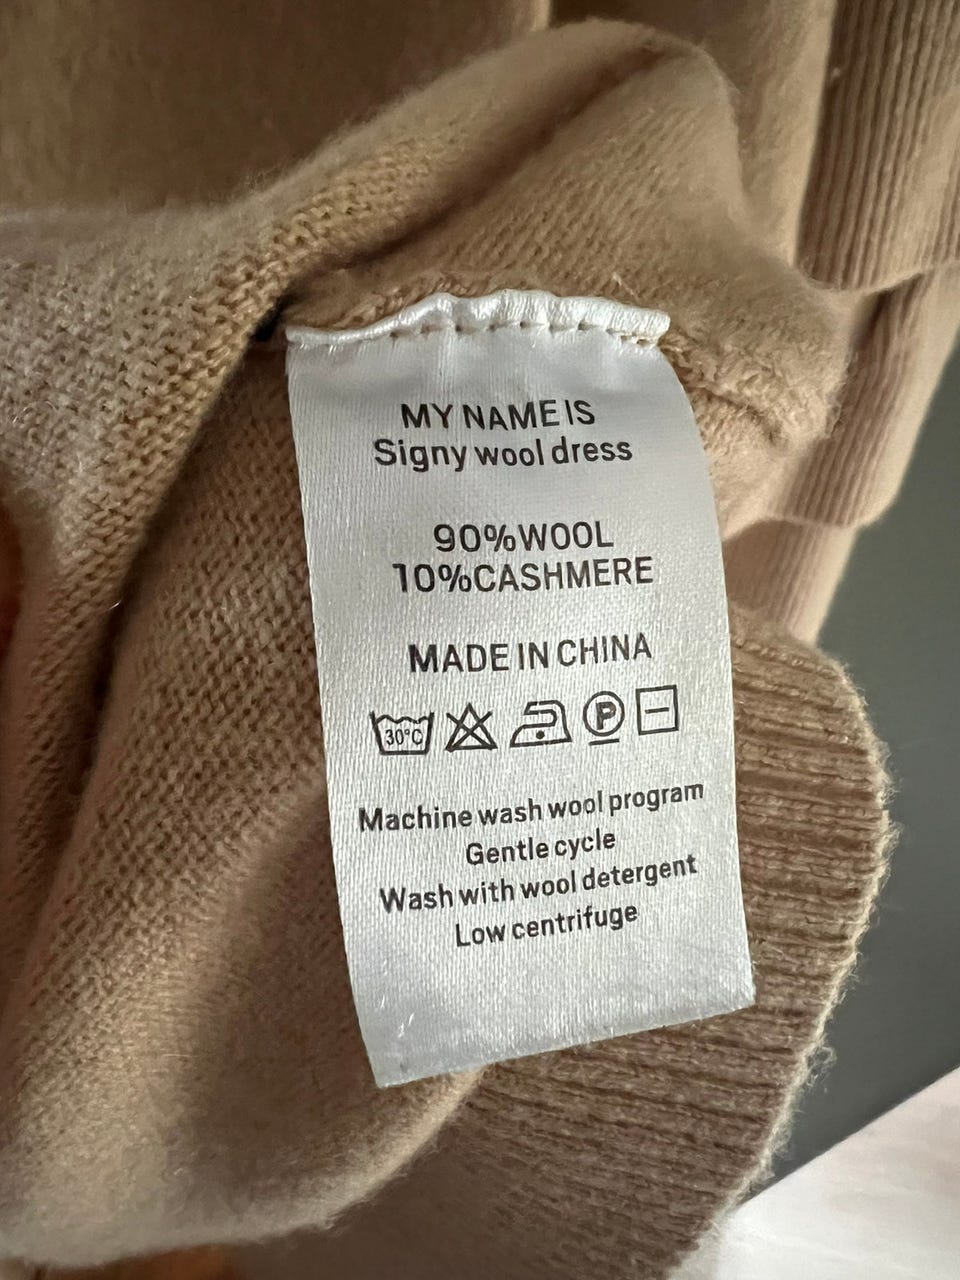 MY NAME IS
Signy wool dress
90%WOOL
10%CASHMERE
MADE IN CHINA
30°C P
Machine wash wool program
Gentle cycle
Wash with wool detergent
Low centrifuge